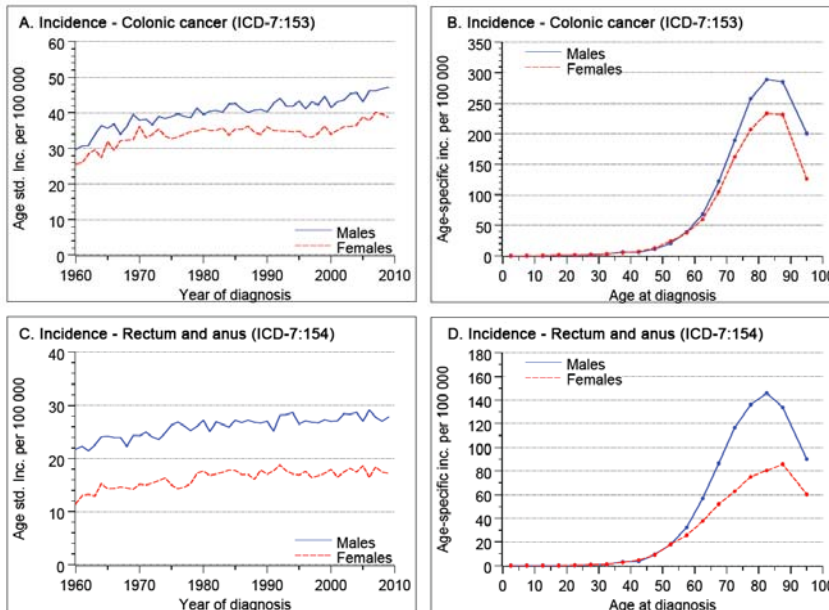 A. Incidence - Colonic cancer (ICD-7:153)
Age std. Inc. per 100 000
60
50
40
30
20
10
0
Males
Females
1960 1970 1980 1990 2000 2010
Year of diagnosis
B. Incidence - Colonic cancer (ICD-7:153)
Age-specific inc. per 100 000
350
300
250
200
150
100
50
0
Males
Females
0 10 20 30 40 50 60 70 80 90 100
Age at diagnosis
C. Incidence - Rectum and anus (ICD-7:154)
Age std. Inc. per 100 000
40
30
20
10
0
Males
Females
1960 1970 1980 1990 2000 2010
Year of diagnosis
D. Incidence - Rectum and anus (ICD-7:154)
Age-specific inc. per 100 000
180
160
140
120
100
80
60
40
20
0
Males
Females
0 10 20 30 40 50 60 70 80 90 100
Age at diagnosis